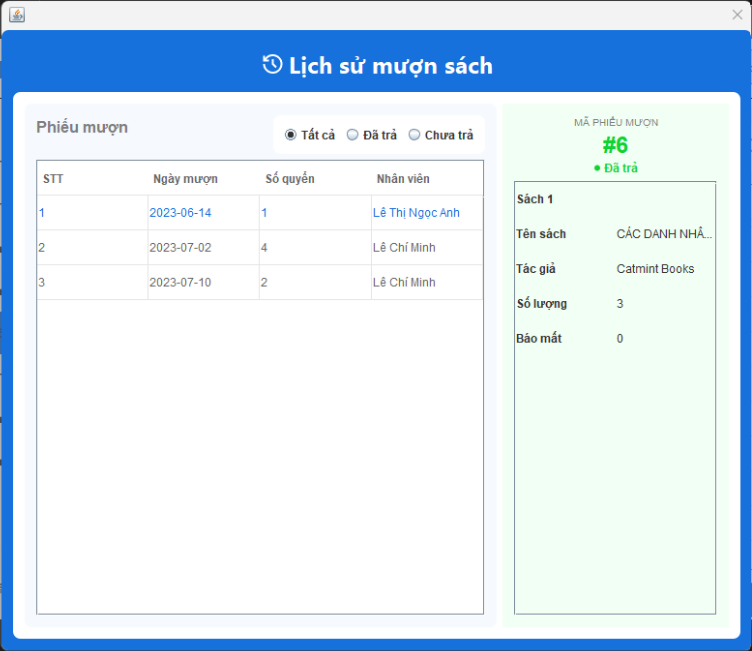 Lịch sử mượn sách
Phiếu mượn
Tất cả Đã trả Chưa trả
STT Ngày mượn Số quyển Nhân viên
1 2023-06-14 1 Lê Thị Ngọc Anh
2 2023-07-02 4 Lê Chí Minh
3 2023-07-10 2 Lê Chí Minh
MÃ PHIẾU MƯỢN
#6
Đã trả
Sách 1
Tên sách CÁC DANH NHÂ...
Tác giả Catmint Books
Số lượng 3
Báo mất 0